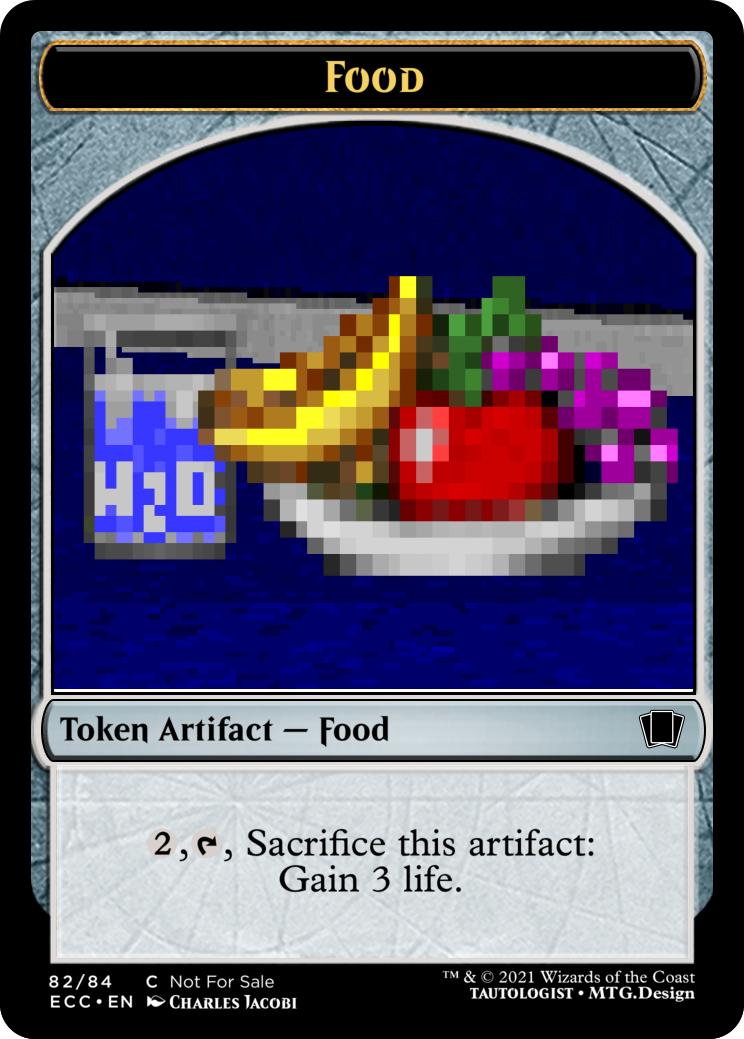 Food
H2O
Token Artifact — Food
2, , Sacrifice this artifact:
Gain 3 life.
82/84 C Not For Sale
ECC • EN Charles Jacobi
™ & © 2021 Wizards of the Coast
TAUTOLOGIST • MTG.Design